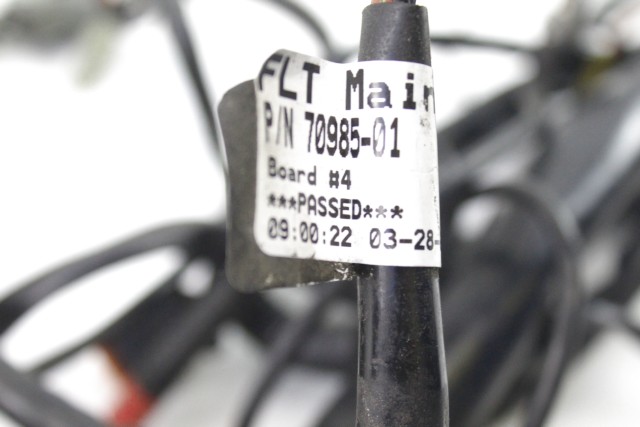 FLT Main
P/N 70985-01
Board #4
***PASSED***
09:00:22 03-28-